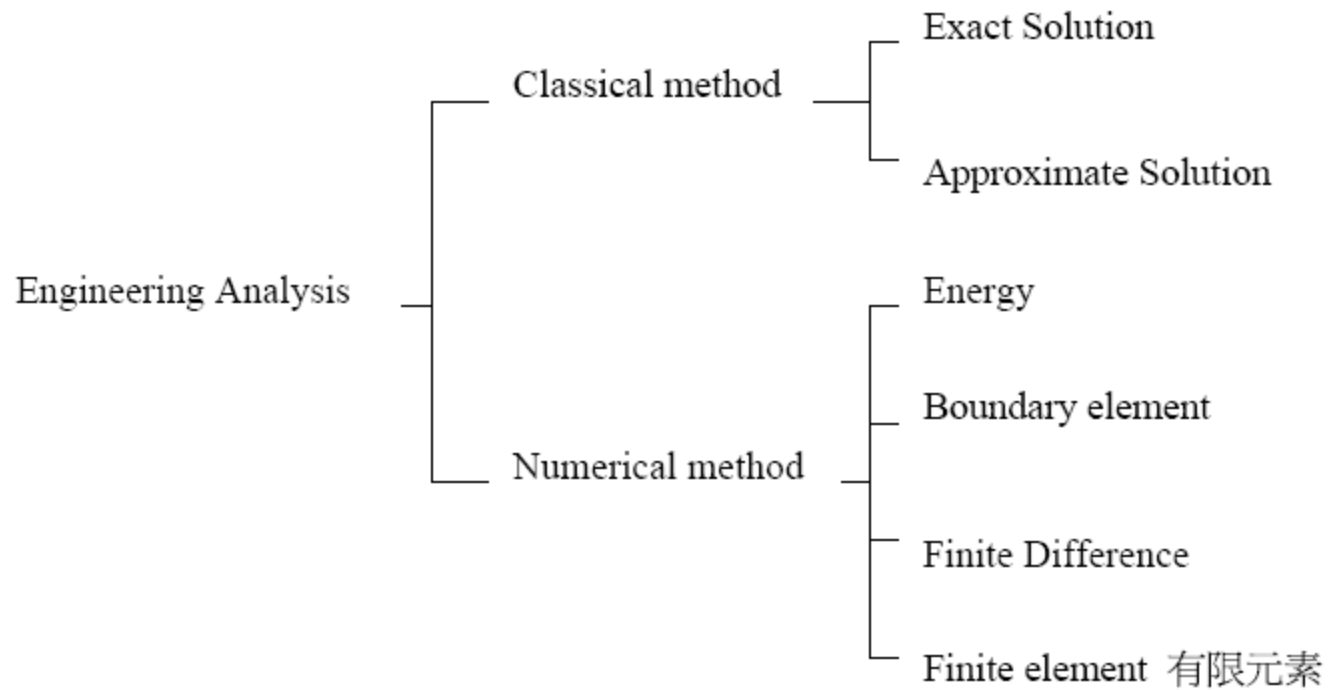 Engineering Analysis
Classical method
Exact Solution
Approximate Solution
Numerical method
Energy
Boundary element
Finite Difference
Finite element 有限元素